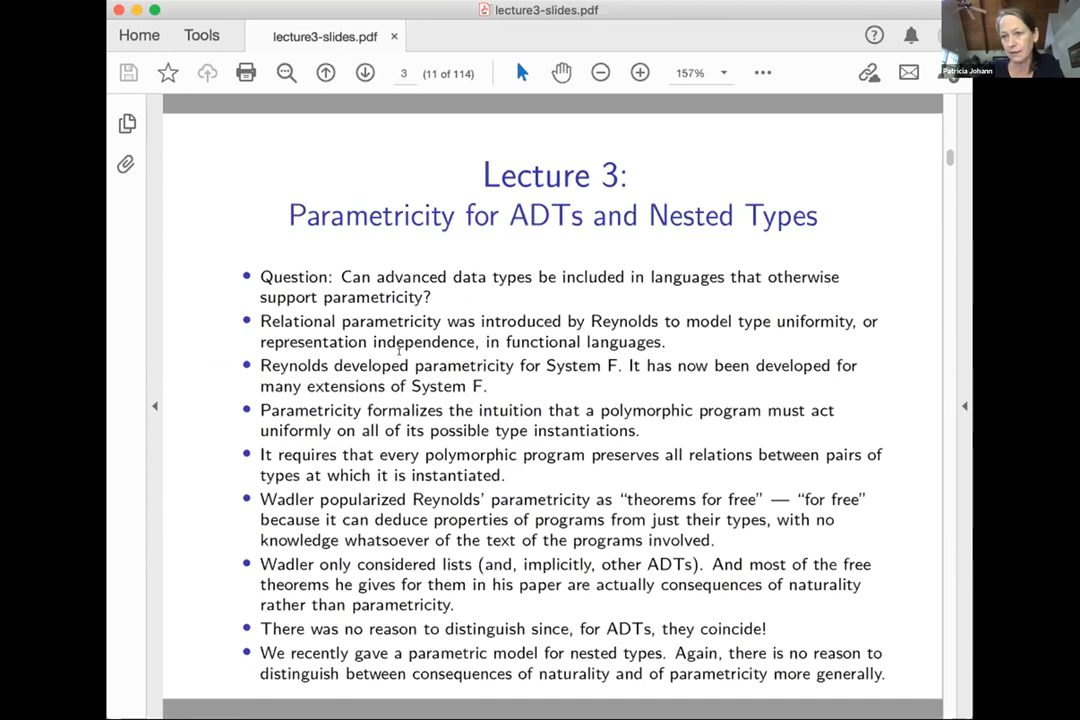 lecture3-slides.pdf
Home Tools lecture3-slides.pdf ×
3 (11 of 114) 157%
Patricia Johann
Lecture 3:
Parametricity for ADTs and Nested Types
• Question: Can advanced data types be included in languages that otherwise
support parametricity?
• Relational parametricity was introduced by Reynolds to model type uniformity, or
representation independence, in functional languages.
• Reynolds developed parametricity for System F. It has now been developed for
many extensions of System F.
• Parametricity formalizes the intuition that a polymorphic program must act
uniformly on all of its possible type instantiations.
• It requires that every polymorphic program preserves all relations between pairs of
types at which it is instantiated.
• Wadler popularized Reynolds' parametricity as “theorems for free” — “for free”
because it can deduce properties of programs from just their types, with no
knowledge whatsoever of the text of the programs involved.
• Wadler only considered lists (and, implicitly, other ADTs). And most of the free
theorems he gives for them in his paper are actually consequences of naturality
rather than parametricity.
• There was no reason to distinguish since, for ADTs, they coincide!
• We recently gave a parametric model for nested types. Again, there is no reason to
distinguish between consequences of naturality and of parametricity more generally.